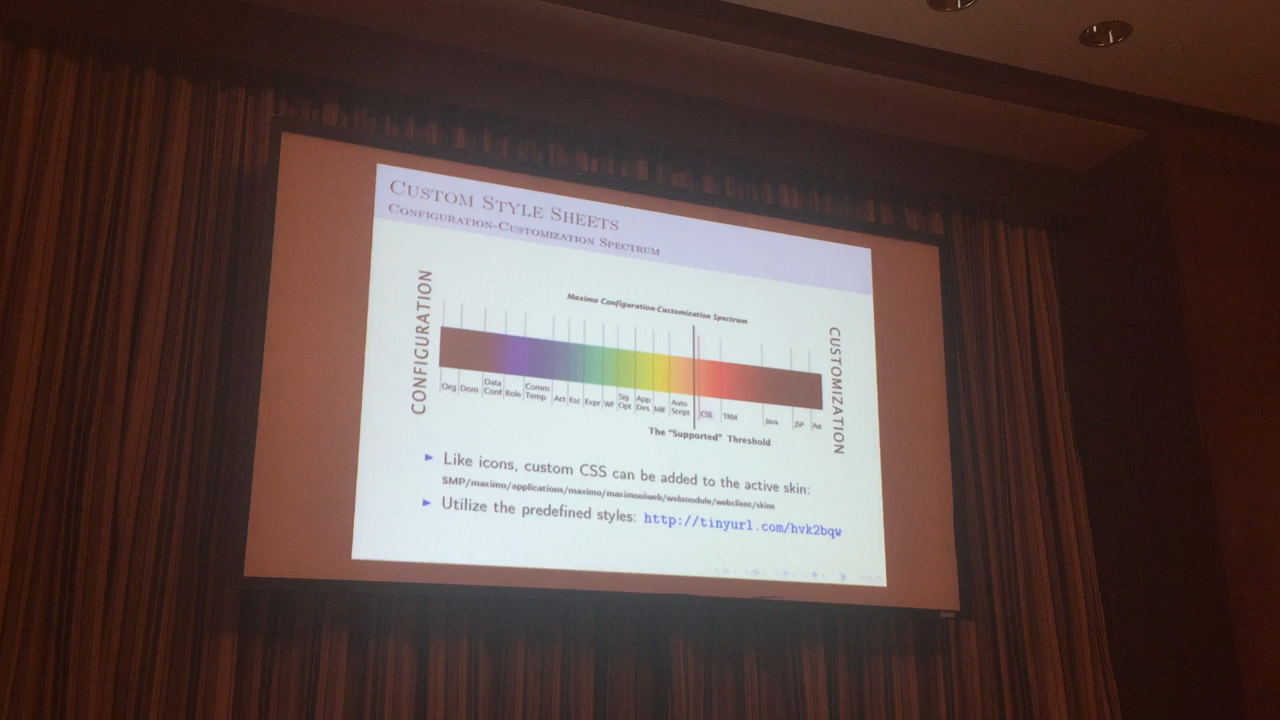 CUSTOM STYLE SHEETS
CONFIGURATION-CUSTOMIZATION SPECTRUM
Maximo Configuration-Customization Spectrum
CONFIGURATION
CUSTOMIZATION
Org Dom Data Conf Role Comm Temp Act Esc Expr WF Sig Opt App Des MIF Auto Script CSS TRM Java JSP
The "Supported" Threshold
Like icons, custom CSS can be added to the active skin:
SMP/maximo/applications/maximo/maximouiweb/webmodule/webclient/skins
Utilize the predefined styles: http://tinyurl.com/hvk2bqw